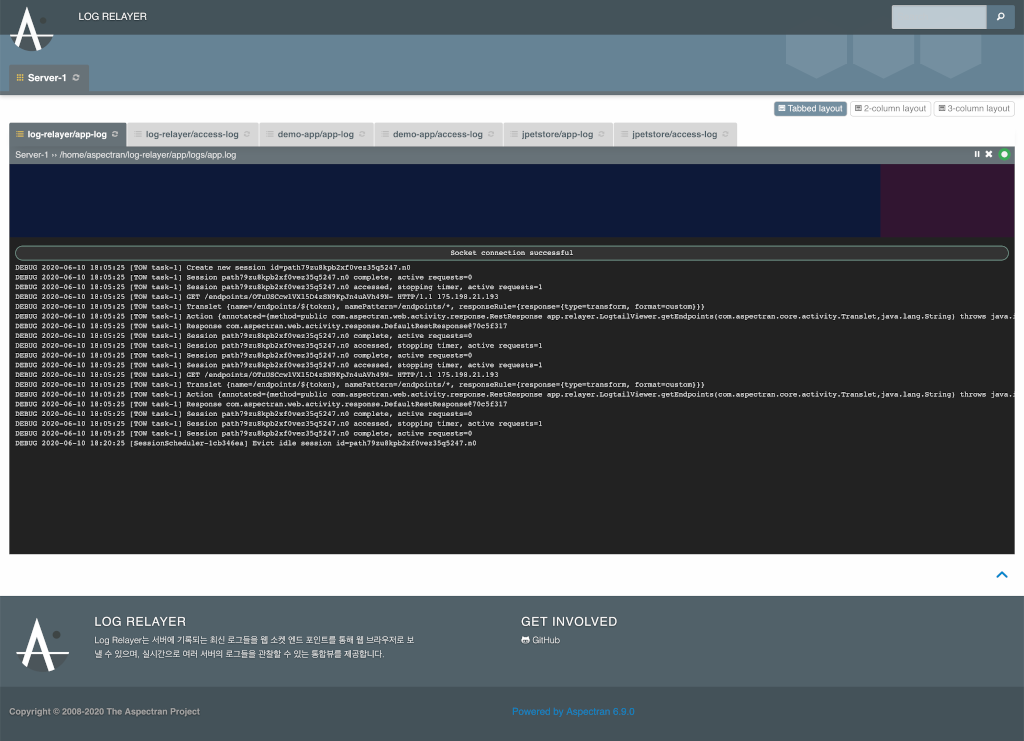 LOG RELAYER
Server-1
Tabbed layout 2-column layout 3-column layout
log-relayer/app-log log-relayer/access-log demo-app/app-log demo-app/access-log jpetstore/app-log jpetstore/access-log
Server-1 ›› /home/aspectran/log-relayer/app/logs/app.log
Socket connection successful
DEBUG 2020-06-10 18:05:25 [TOW task-1] Create new session id=path79zu8kpb2xf0vez35q5247.n0
DEBUG 2020-06-10 18:05:25 [TOW task-1] Session path79zu8kpb2xf0vez35q5247.n0 complete, active requests=0
DEBUG 2020-06-10 18:05:25 [TOW task-1] Session path79zu8kpb2xf0vez35q5247.n0 accessed, stopping timer, active requests=1
DEBUG 2020-06-10 18:05:25 [TOW task-1] GET HTTP/1.1 175.198.21.193
DEBUG 2020-06-10 18:05:25 [TOW task-1] Translet {name=/endpoints/${token}, namePattern=/endpoints/*, responseRule={response={type=transform, format=custom}}}
DEBUG 2020-06-10 18:05:25 [TOW task-1] Action {annotated={method=public com.aspectran.web.activity.response.RestResponse app.relayer.LogtailViewer.getEndpoints(com.aspectran.core.activity.Translet,java.lang.String) throws java.
DEBUG 2020-06-10 18:05:25 [TOW task-1] Response com.aspectran.web.activity.response.DefaultRestResponse@70c5f317
DEBUG 2020-06-10 18:05:25 [TOW task-1] Session path79zu8kpb2xf0vez35q5247.n0 complete, active requests=0
DEBUG 2020-06-10 18:05:25 [TOW task-1] Session path79zu8kpb2xf0vez35q5247.n0 accessed, stopping timer, active requests=1
DEBUG 2020-06-10 18:05:25 [TOW task-1] Session path79zu8kpb2xf0vez35q5247.n0 complete, active requests=0
DEBUG 2020-06-10 18:05:25 [TOW task-1] Session path79zu8kpb2xf0vez35q5247.n0 accessed, stopping timer, active requests=1
DEBUG 2020-06-10 18:05:25 [TOW task-1] GET HTTP/1.1 175.198.21.193
DEBUG 2020-06-10 18:05:25 [TOW task-1] Translet {name=/endpoints/${token}, namePattern=/endpoints/*, responseRule={response={type=transform, format=custom}}}
DEBUG 2020-06-10 18:05:25 [TOW task-1] Action {annotated={method=public com.aspectran.web.activity.response.RestResponse app.relayer.LogtailViewer.getEndpoints(com.aspectran.core.activity.Translet,java.lang.String) throws java.
DEBUG 2020-06-10 18:05:25 [TOW task-1] Response com.aspectran.web.activity.response.DefaultRestResponse@70c5f317
DEBUG 2020-06-10 18:05:25 [TOW task-1] Session path79zu8kpb2xf0vez35q5247.n0 complete, active requests=0
DEBUG 2020-06-10 18:05:25 [TOW task-1] Session path79zu8kpb2xf0vez35q5247.n0 accessed, stopping timer, active requests=1
DEBUG 2020-06-10 18:05:25 [TOW task-1] Session path79zu8kpb2xf0vez35q5247.n0 complete, active requests=0
DEBUG 2020-06-10 18:20:25 [SessionScheduler-1cb346ea] Evict idle session id=path79zu8kpb2xf0vez35q5247.n0
LOG RELAYER
Log Relayer는 서버에 기록되는 최신 로그들을 웹 소켓 엔드 포인트를 통해 웹 브라우저로 보
낼 수 있으며, 실시간으로 여러 서버의 로그들을 관찰할 수 있는 통합뷰를 제공합니다.
GET INVOLVED
GitHub
Copyright © 2008-2020 The Aspectran Project
Powered by Aspectran 6.9.0